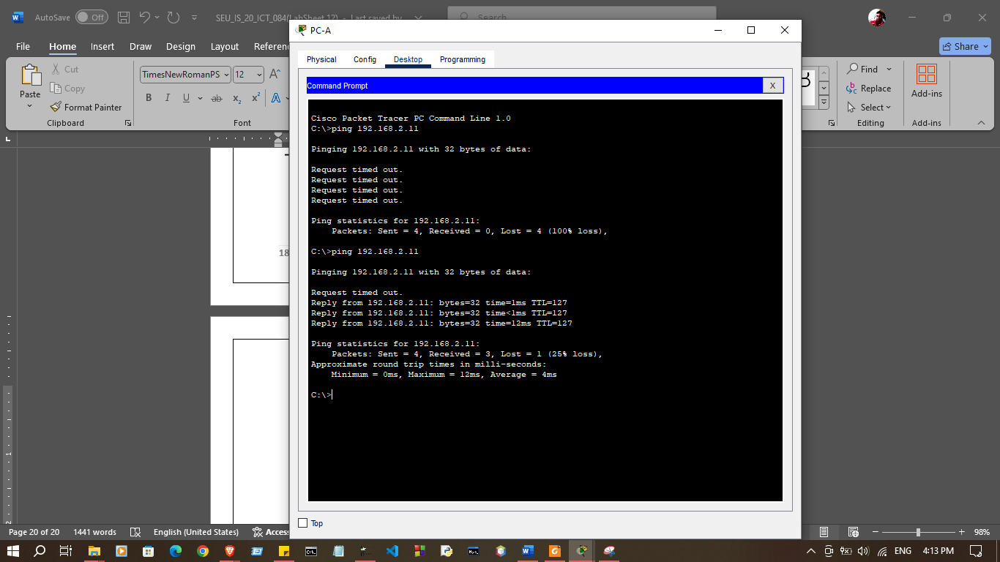 AutoSave
Off
SEU_IS_20_ICT_084(LabSheet 12) - Last saved by
Search
File
Home
Insert
Draw
Design
Layout
Referen
Share
Paste
Cut
Copy
Format Painter
Clipboard
TimesNewRomanPS
12
B I U ab x₂ x² A
Font
Find
Replace
Select
Editing
Add-ins
Add-ins
PC-A
Physical
Config
Desktop
Programming
Command Prompt
X
Cisco Packet Tracer PC Command Line 1.0
C:\>ping 192.168.2.11
Pinging 192.168.2.11 with 32 bytes of data:
Request timed out.
Request timed out.
Request timed out.
Request timed out.
Ping statistics for 192.168.2.11:
Packets: Sent = 4, Received = 0, Lost = 4 (100% loss),
C:\>ping 192.168.2.11
Pinging 192.168.2.11 with 32 bytes of data:
Request timed out.
Reply from 192.168.2.11: bytes=32 time=1ms TTL=127
Reply from 192.168.2.11: bytes=32 time<1ms TTL=127
Reply from 192.168.2.11: bytes=32 time=12ms TTL=127
Ping statistics for 192.168.2.11:
Packets: Sent = 4, Received = 3, Lost = 1 (25% loss),
Approximate round trip times in milli-seconds:
Minimum = 0ms, Maximum = 12ms, Average = 4ms
C:\>
Top
18
Page 20 of 20
1441 words
English (United States)
Access
98%
ENG
4:13 PM